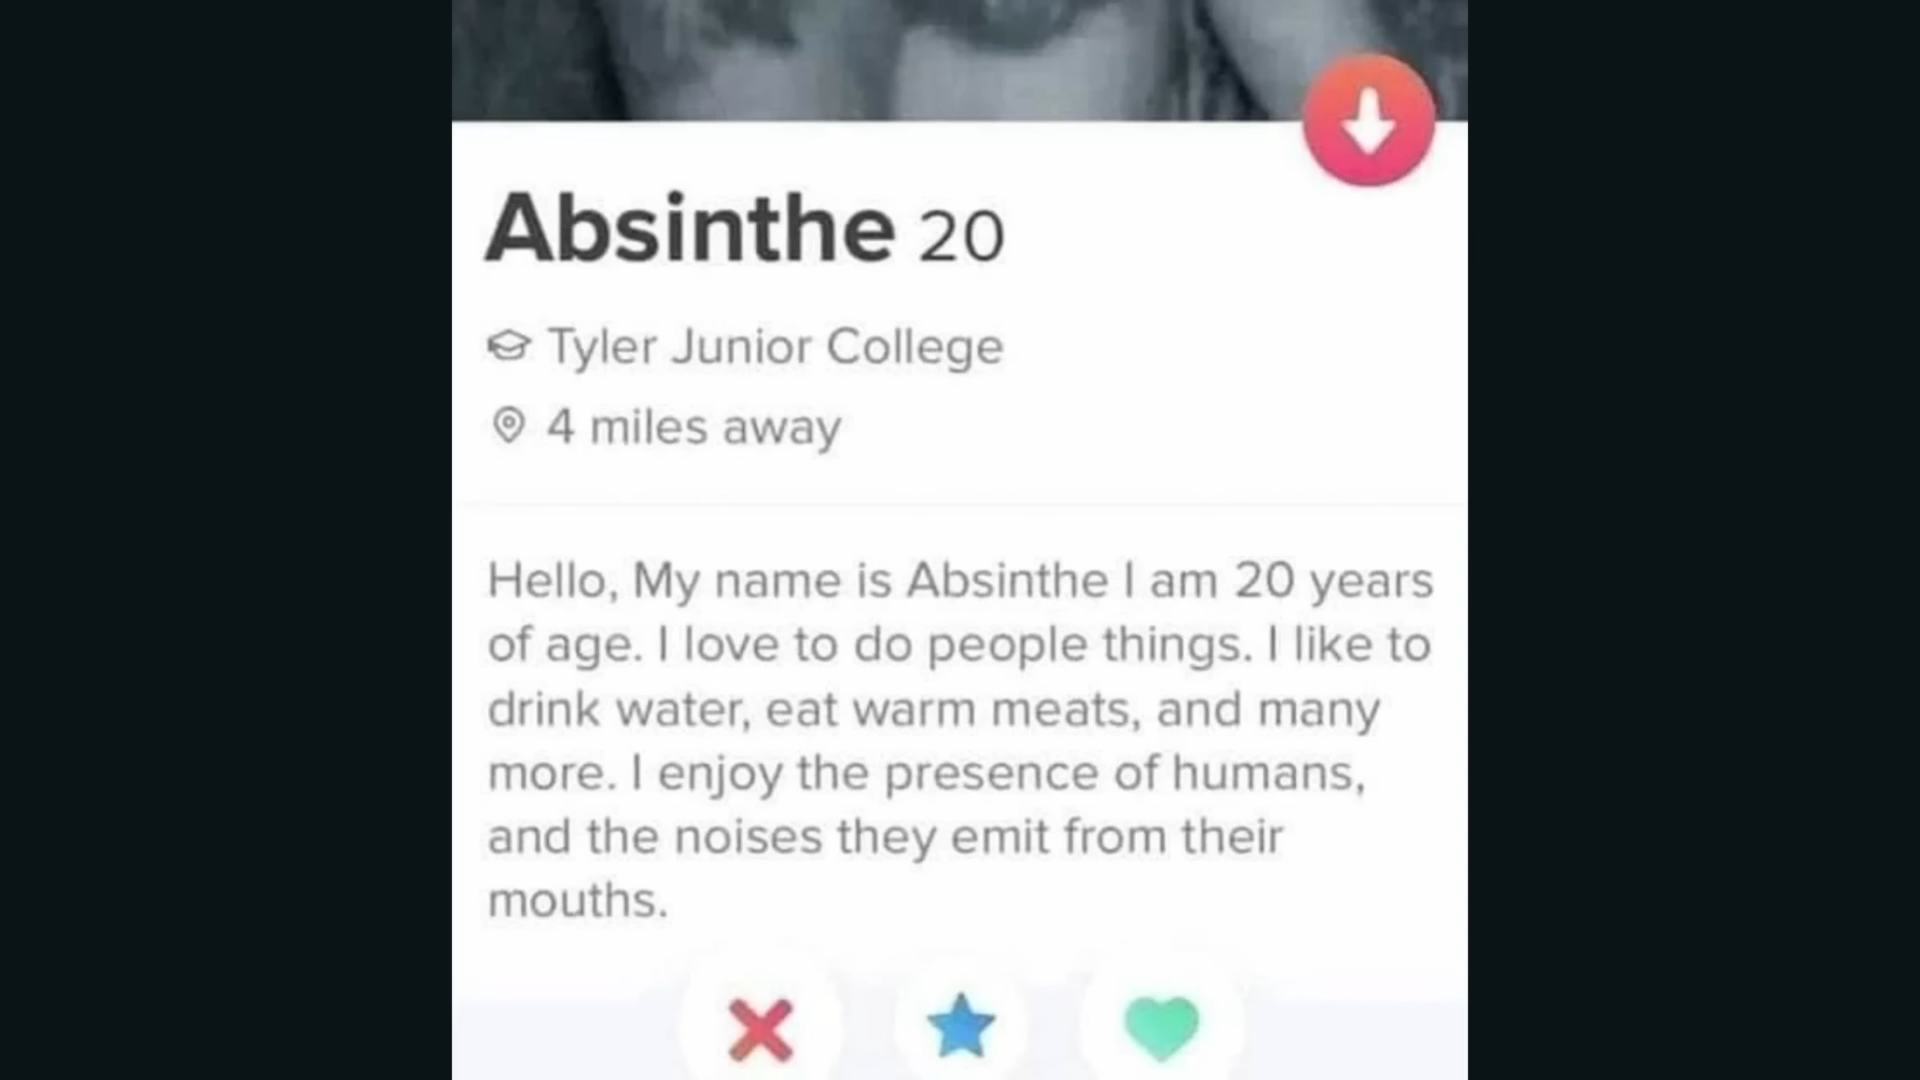 Absinthe 20
Tyler Junior College
4 miles away
Hello, My name is Absinthe I am 20 years
of age. I love to do people things. I like to
drink water, eat warm meats, and many
more. I enjoy the presence of humans,
and the noises they emit from their
mouths.